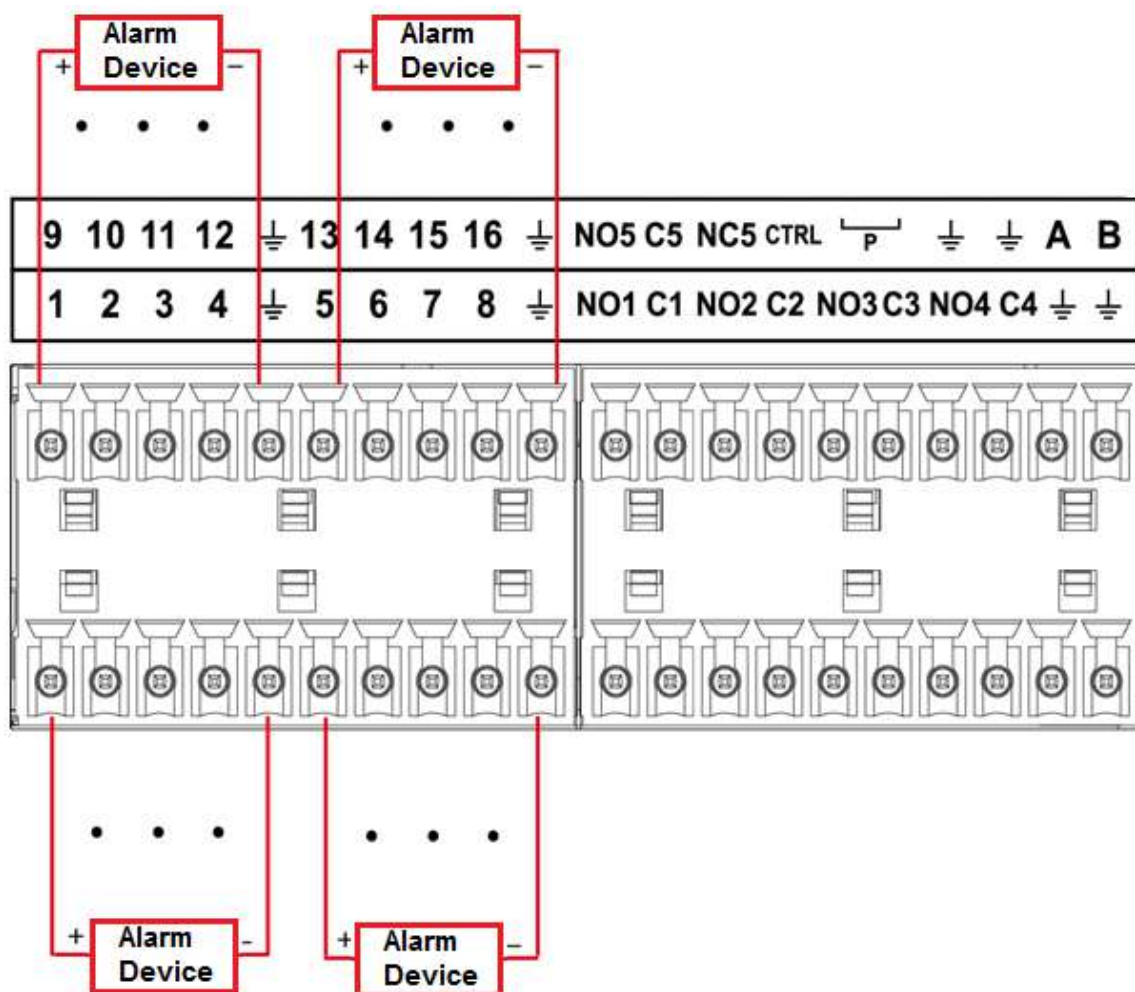 Alarm
Device
Alarm
Device
+ − + −
9 10 11 12 ⏚ 13 14 15 16 ⏚ NO5 C5 NC5 CTRL P ⏚ ⏚ A B
1 2 3 4 ⏚ 5 6 7 8 ⏚ NO1 C1 NO2 C2 NO3 C3 NO4 C4 ⏚ ⏚
+ - + −
Alarm
Device
Alarm
Device